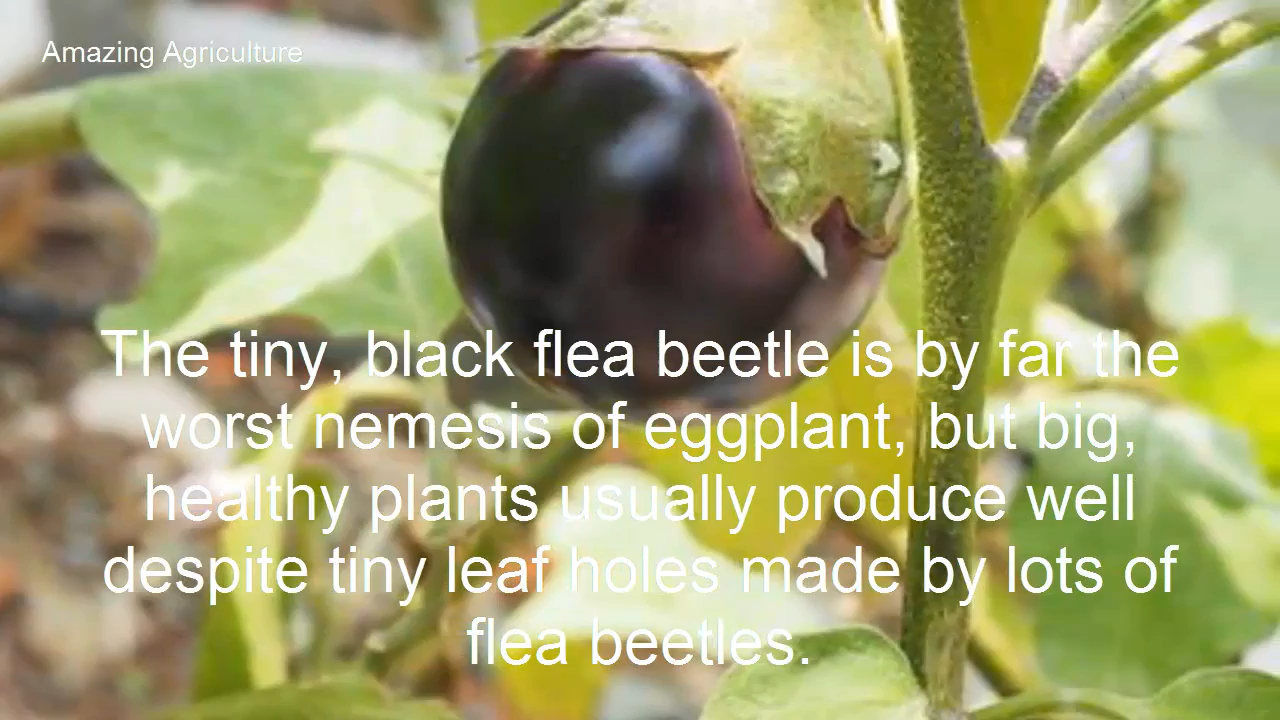 Amazing Agriculture
The tiny, black flea beetle is by far the
worst nemesis of eggplant, but big,
healthy plants usually produce well
despite tiny leaf holes made by lots of
flea beetles.